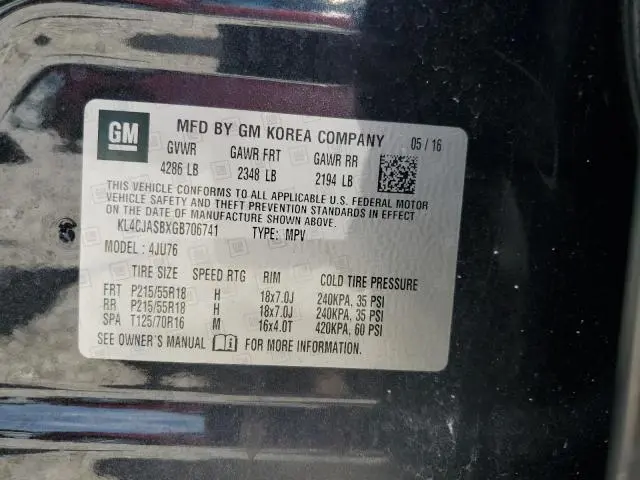 GM MFD BY GM KOREA COMPANY 05/16
GVWR GAWR FRT GAWR RR
4286 LB 2348 LB 2194 LB
THIS VEHICLE CONFORMS TO ALL APPLICABLE U.S. FEDERAL MOTOR
VEHICLE SAFETY AND THEFT PREVENTION STANDARDS IN EFFECT
ON THE DATE OF MANUFACTURE SHOWN ABOVE.
KL4CJASBXGB706741 TYPE: MPV
MODEL: 4JU76
TIRE SIZE SPEED RTG RIM COLD TIRE PRESSURE
FRT P215/55R18 H 18x7.0J 240KPA, 35 PSI
RR P215/55R18 H 18x7.0J 240KPA, 35 PSI
SPA T125/70R16 M 16x4.0T 420KPA, 60 PSI
SEE OWNER'S MANUAL FOR MORE INFORMATION.